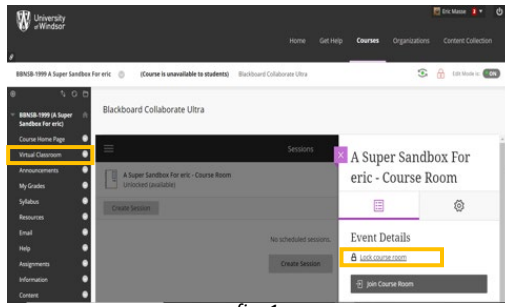 University
of Windsor
Eric Masse
Home Get Help Courses Organizations Content Collection
BBNSB-1999 A Super Sandbox For eric (Course is unavailable to students) Blackboard Collaborate Ultra Edit Mode is: ON
BBNSB-1999 (A Super
Sandbox For eric)
Course Home Page
Virtual Classroom
Announcements
My Grades
Syllabus
Resources
Email
Help
Assignments
Information
Content
Blackboard Collaborate Ultra
Sessions
A Super Sandbox For eric - Course Room
Unlocked (available)
Create Session
No scheduled sessions.
Create Session
A Super Sandbox For
eric - Course Room
Event Details
Lock course room
Join Course Room